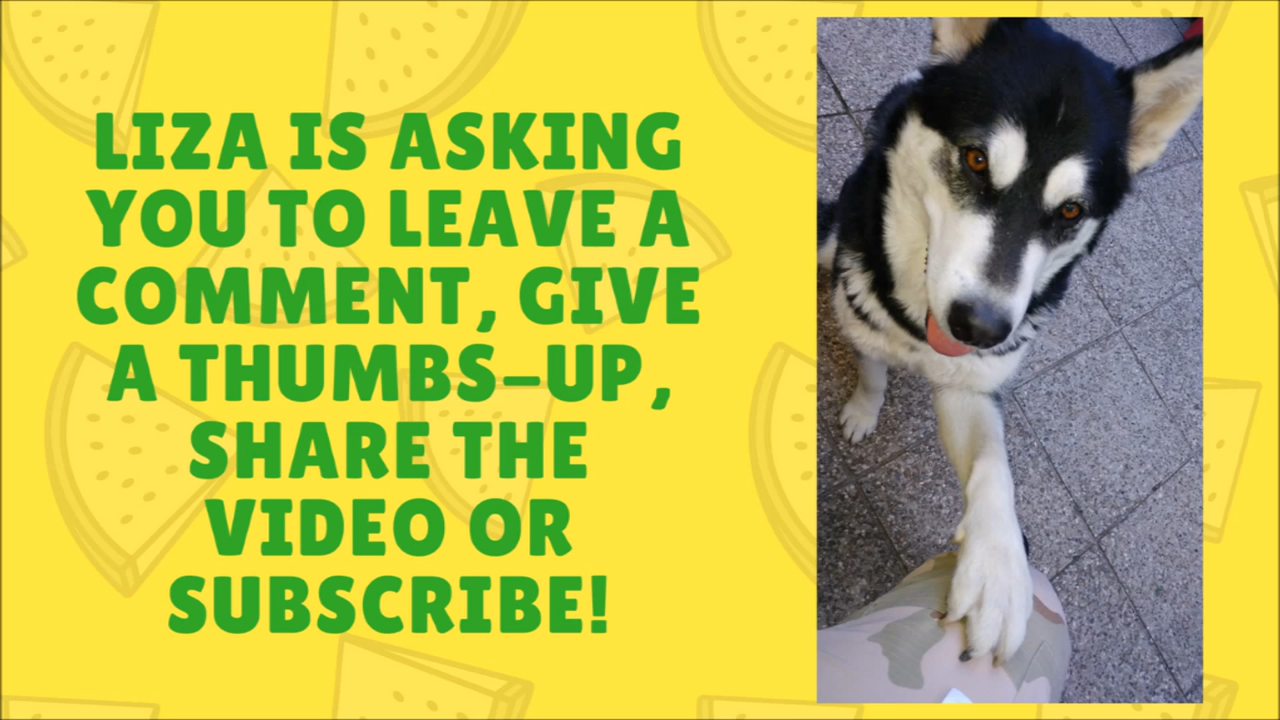 LIZA IS ASKING
YOU TO LEAVE A
COMMENT, GIVE
A THUMBS-UP,
SHARE THE
VIDEO OR
SUBSCRIBE!